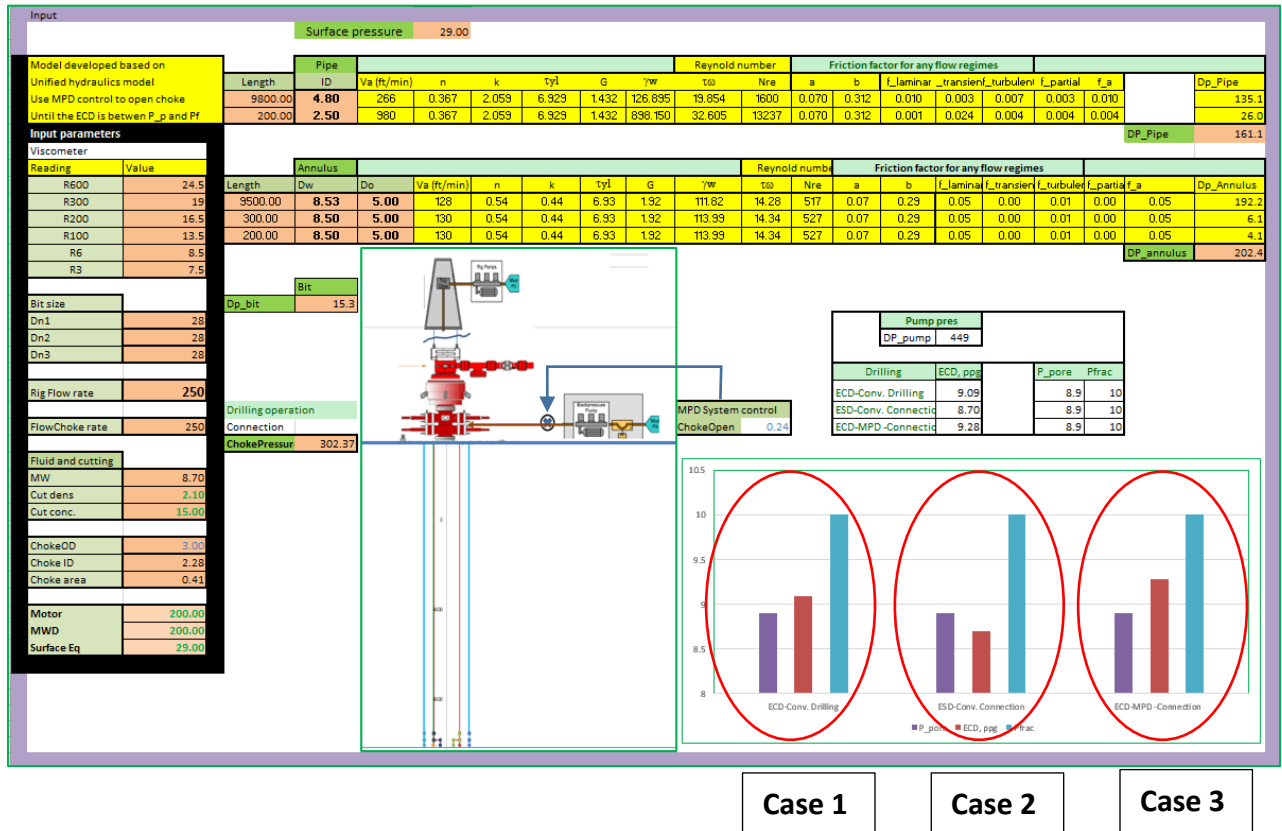 Input
Surface pressure 29.00
Model developed based on Pipe Reynold number Friction factor for any flow regimes
Unified hydraulics model Length ID Va (ft/min) n k τyl G γw τω Nre a b f_laminar _transien f_turbulen f_partial f_a Dp_Pipe
Use MPD control to open choke 9800.00 4.80 266 0.367 2.059 6.929 1.432 126.895 19.854 1600 0.070 0.312 0.010 0.003 0.007 0.003 0.010 135.1
Until the ECD is betwen P_p and Pf 200.00 2.50 980 0.367 2.059 6.929 1.432 898.150 32.605 13237 0.070 0.312 0.001 0.024 0.004 0.004 0.004 26.0
Input parameters DP_Pipe 161.1
Viscometer
Reading Value Annulus Reynold numbe Friction factor for any flow regimes
R600 24.5 Length Dw Do Va (ft/min) n k τyl G γw τω Nre a b f_laminar f_transien f_turbuler f_partia f_a Dp_Annulus
R300 19 9500.00 8.53 5.00 128 0.54 0.44 6.93 1.92 111.82 14.28 517 0.07 0.29 0.05 0.00 0.01 0.00 0.05 192.2
R200 16.5 300.00 8.50 5.00 130 0.54 0.44 6.93 1.92 113.99 14.34 527 0.07 0.29 0.05 0.00 0.01 0.00 0.05 6.1
R100 13.5 200.00 8.50 5.00 130 0.54 0.44 6.93 1.92 113.99 14.34 527 0.07 0.29 0.05 0.00 0.01 0.00 0.05 4.1
R6 8.5 DP_annulus 202.4
R3 7.5
Bit
Bit size Dp_bit 15.3
Dn1 28
Dn2 28
Dn3 28
Rig Flow rate 250
Drilling operation
FlowChoke rate 250 Connection
ChokePressur 302.37
Fluid and cutting
MW 8.70
Cut dens 2.10
Cut conc. 15.00
ChokeOD 3.00
Choke ID 2.28
Choke area 0.41
Motor 200.00
MWD 200.00
Surface Eq 29.00
Rig Pumps
Backpressure
Pump
MPD System control
ChokeOpen 0.24
0
Pump pres
DP_pump 449
Drilling ECD, ppg P_pore Pfrac
ECD-Conv. Drilling 9.09 8.9 10
ESD-Conv. Connectic 8.70 8.9 10
ECD-MPD -Connectic 9.28 8.9 10
10.5
10
9.5
9
8.5
8
ECD-Conv. Drilling ESD-Conv. Connection ECD-MPD -Connection
P_pore ECD, ppg Pfrac
Case 1 Case 2 Case 3